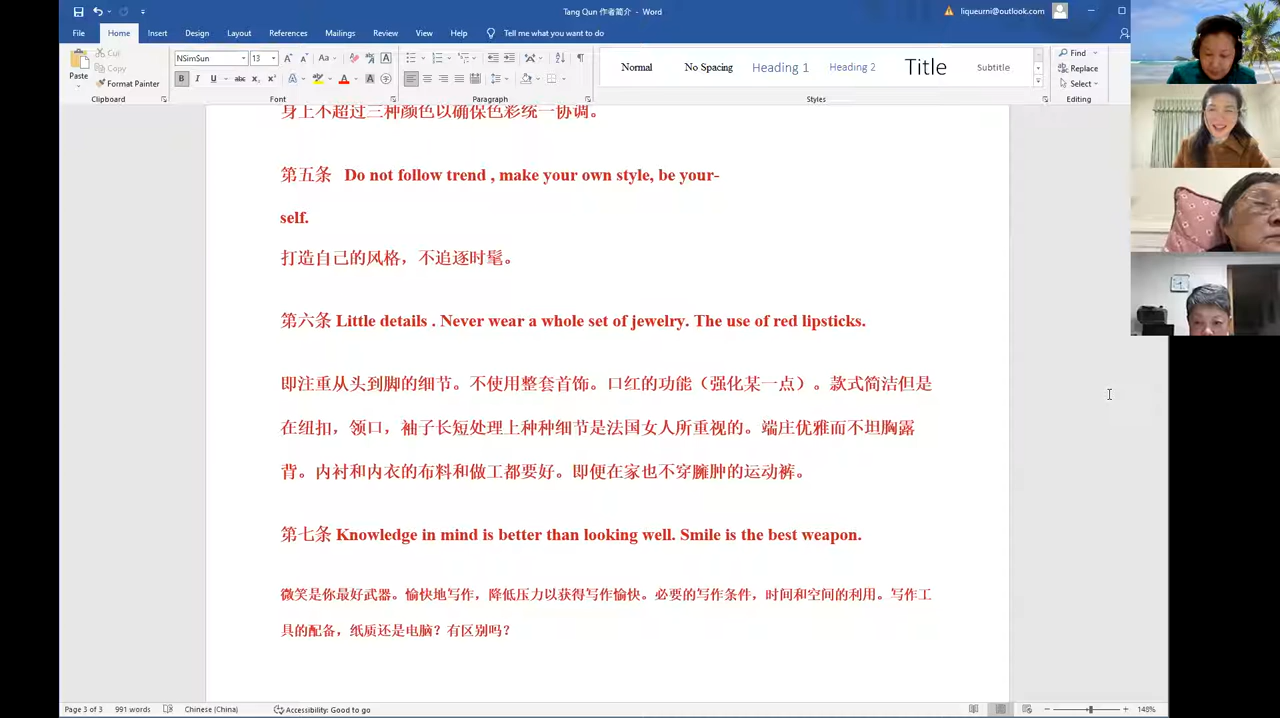 Tang Qun 作者简介 - Word
liqueurni@outlook.com
File Home Insert Design Layout References Mailings Review View Help Tell me what you want to do
Paste
Cut
Copy
Format Painter
Clipboard
NSimSun 13
Font
Paragraph
Normal No Spacing Heading 1 Heading 2 Title Subtitle
Styles
Find
Replace
Select
Editing
身上不超过三种颜色以确保色彩统一协调。
第五条 Do not follow trend , make your own style, be your-
self.
打造自己的风格，不追逐时髦。
第六条 Little details . Never wear a whole set of jewelry. The use of red lipsticks.
即注重从头到脚的细节。不使用整套首饰。口红的功能（强化某一点）。款式简洁但是
在纽扣，领口，袖子长短处理上种种细节是法国女人所重视的。端庄优雅而不坦胸露
背。内衬和内衣的布料和做工都要好。即便在家也不穿臃肿的运动裤。
第七条 Knowledge in mind is better than looking well. Smile is the best weapon.
微笑是你最好武器。愉快地写作，降低压力以获得写作愉快。必要的写作条件，时间和空间的利用。写作工
具的配备，纸质还是电脑？有区别吗？
Page 3 of 3 991 words Chinese (China) Accessibility: Good to go 148%